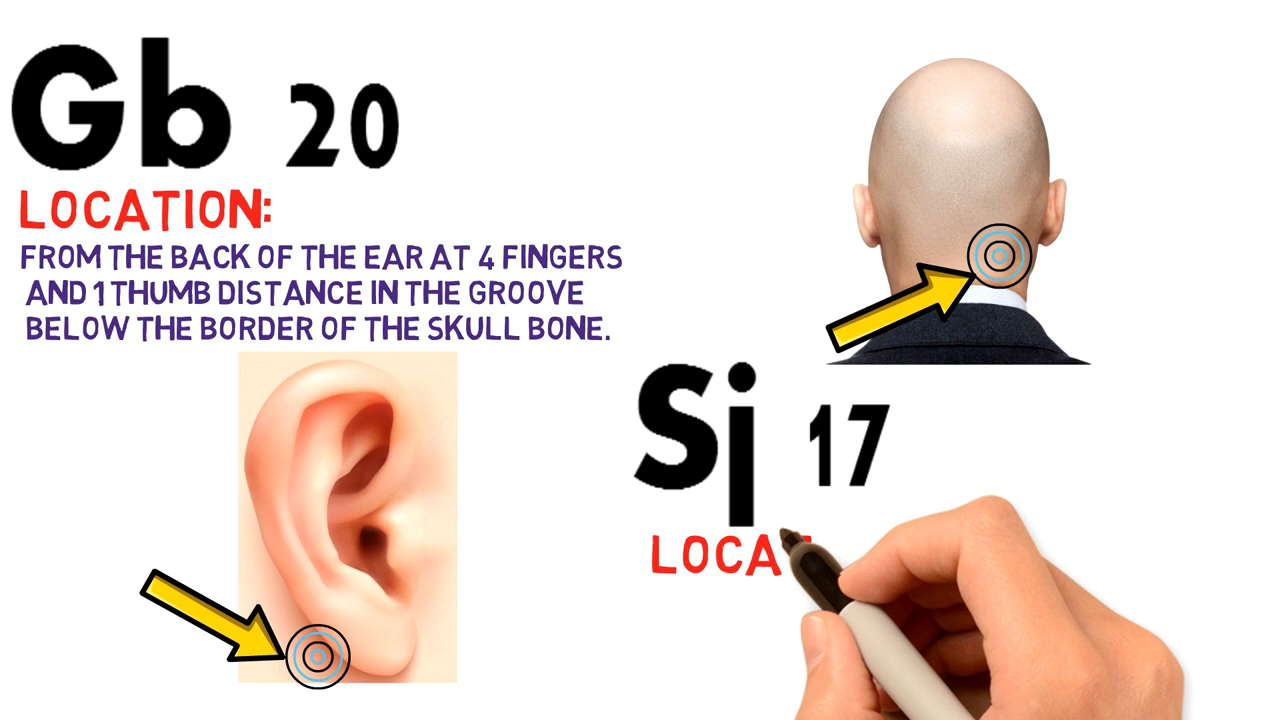 Gb 20
LOCATION:
FROM THE BACK OF THE EAR AT 4 FINGERS
AND 1 THUMB DISTANCE IN THE GROOVE
BELOW THE BORDER OF THE SKULL BONE.
Sj 17
LOCA